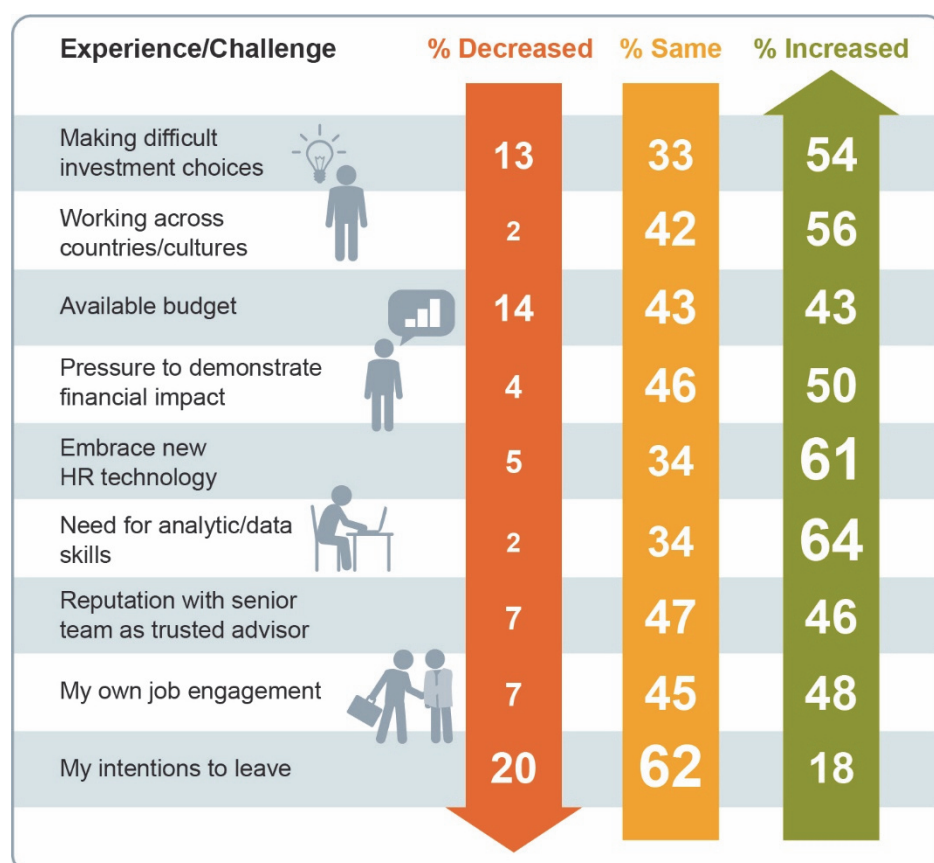 Experience/Challenge % Decreased % Same % Increased
Making difficult
investment choices 13 33 54
Working across
countries/cultures 2 42 56
Available budget 14 43 43
Pressure to demonstrate
financial impact 4 46 50
Embrace new
HR technology 5 34 61
Need for analytic/data
skills 2 34 64
Reputation with senior
team as trusted advisor 7 47 46
My own job engagement 7 45 48
My intentions to leave 20 62 18